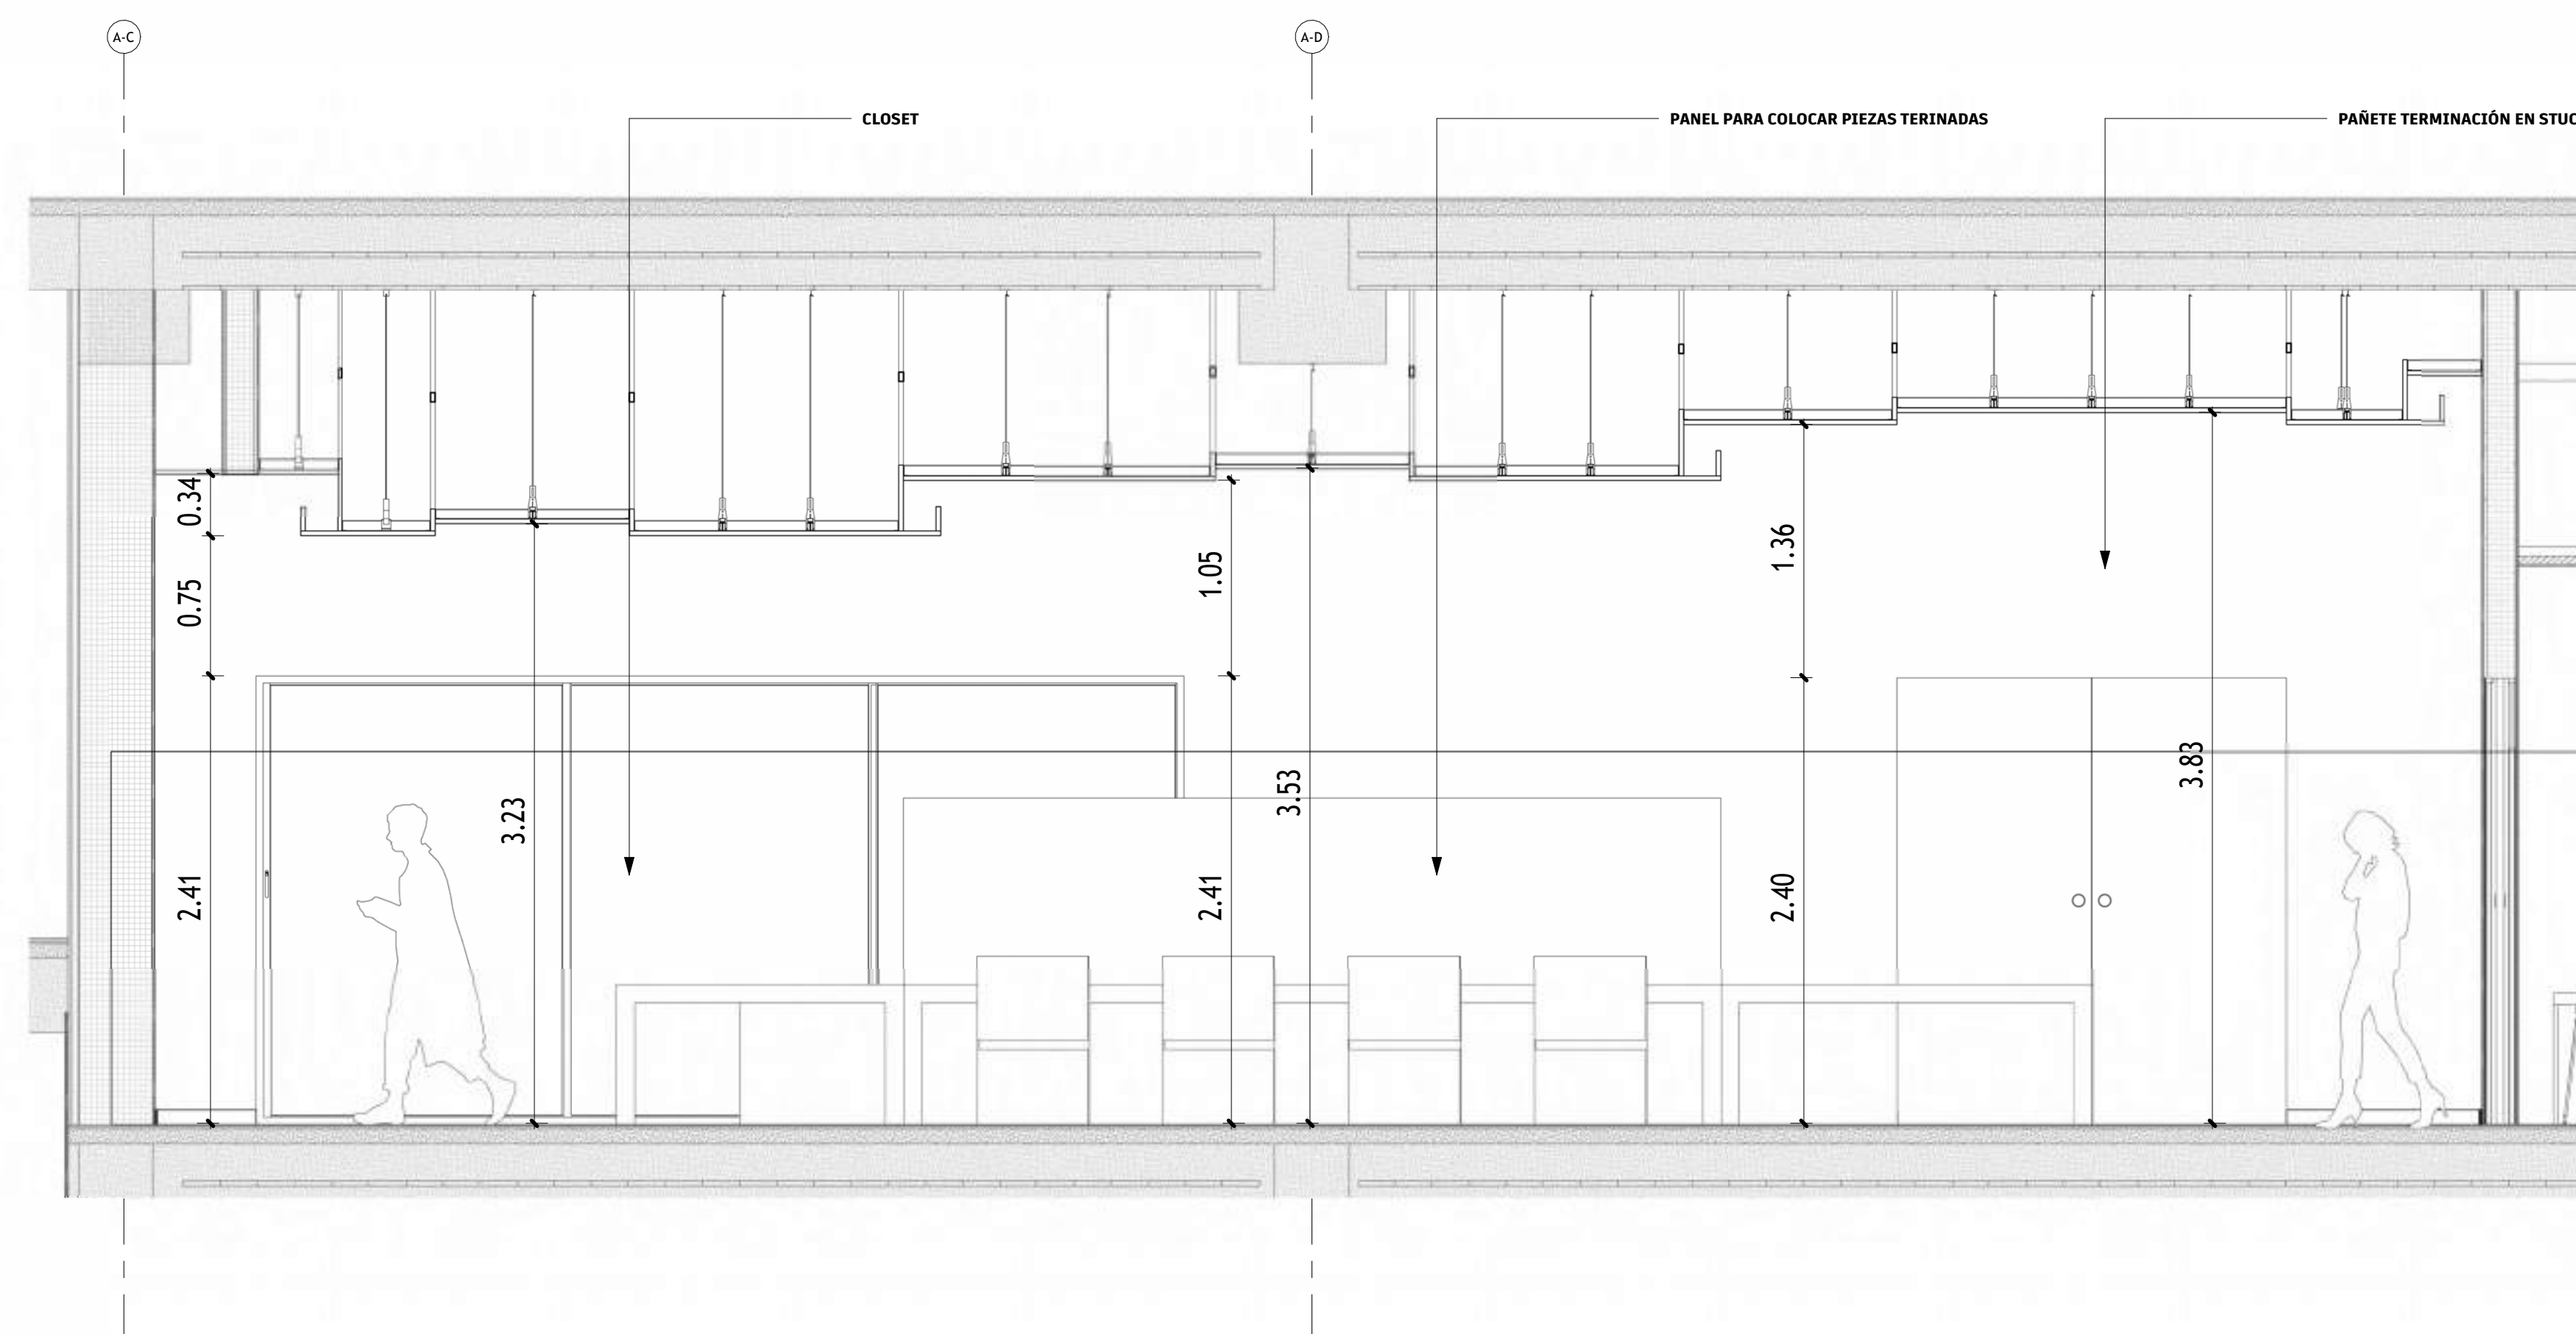 A-C
A-D
CLOSET
PANEL PARA COLOCAR PIEZAS TERINADAS
PAÑETE TERMINACIÓN EN STUC
0.34
0.75
2.41
3.23
1.05
2.41
3.53
1.36
2.40
3.83